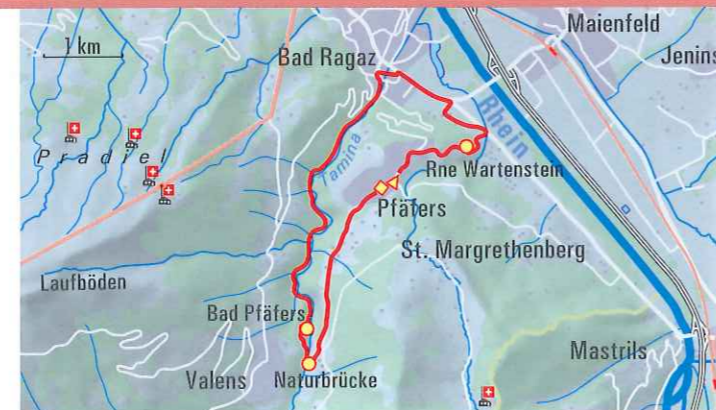 Maienfeld
1 km
Bad Ragaz
Jenins
Rhein
Pradiel
Tamina
Rne Wartenstein
Pfäfers
St. Margrethenberg
Laufböden
Bad Pfäfers
Mastrils
Valens
Naturbrücke